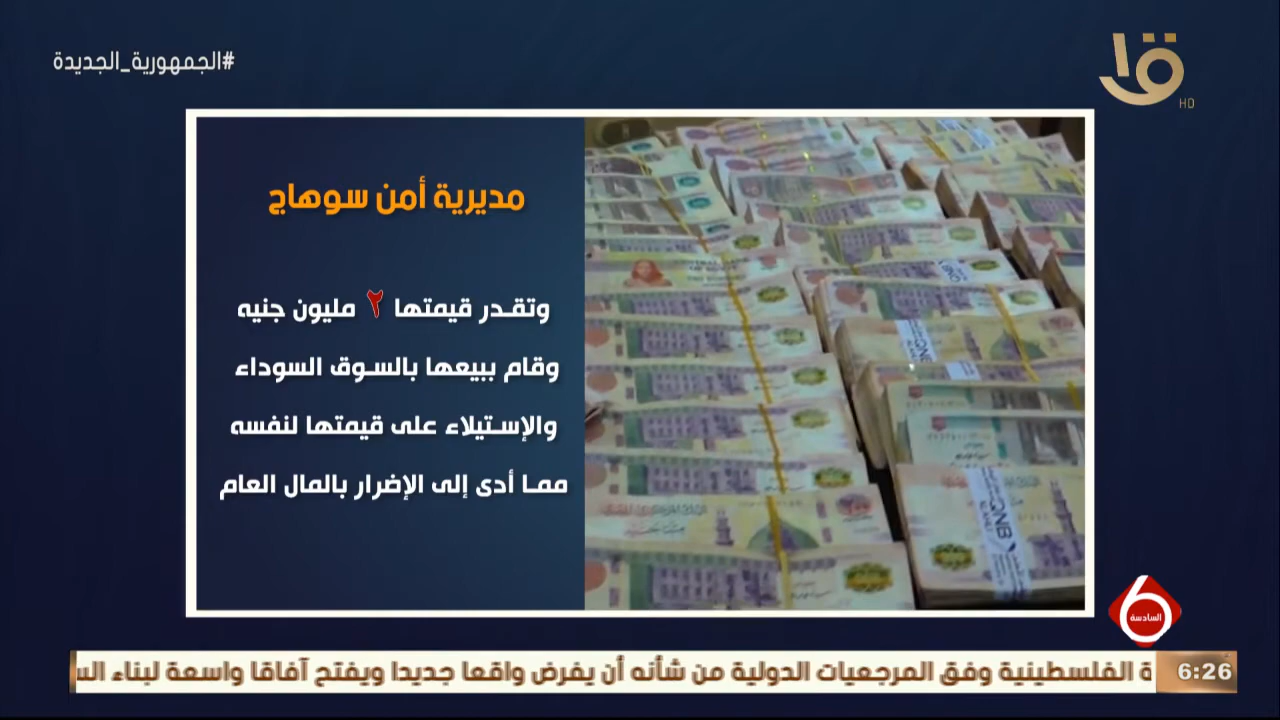 #الجمهورية_الجديدة
HD
مديرية أمن سوهاج
وتقدر قيمتها ٢ مليون جنيه
وقام ببيعها بالسوق السوداء
والإستيلاء على قيمتها لنفسه
مما أدى إلى الإضرار بالمال العام
QNB
QNB
السادسة
6:26
ة الفلسطينية وفق المرجعيات الدولية من شأنه أن يفرض واقعا جديدا ويفتح آفاقا واسعة لبناء الس